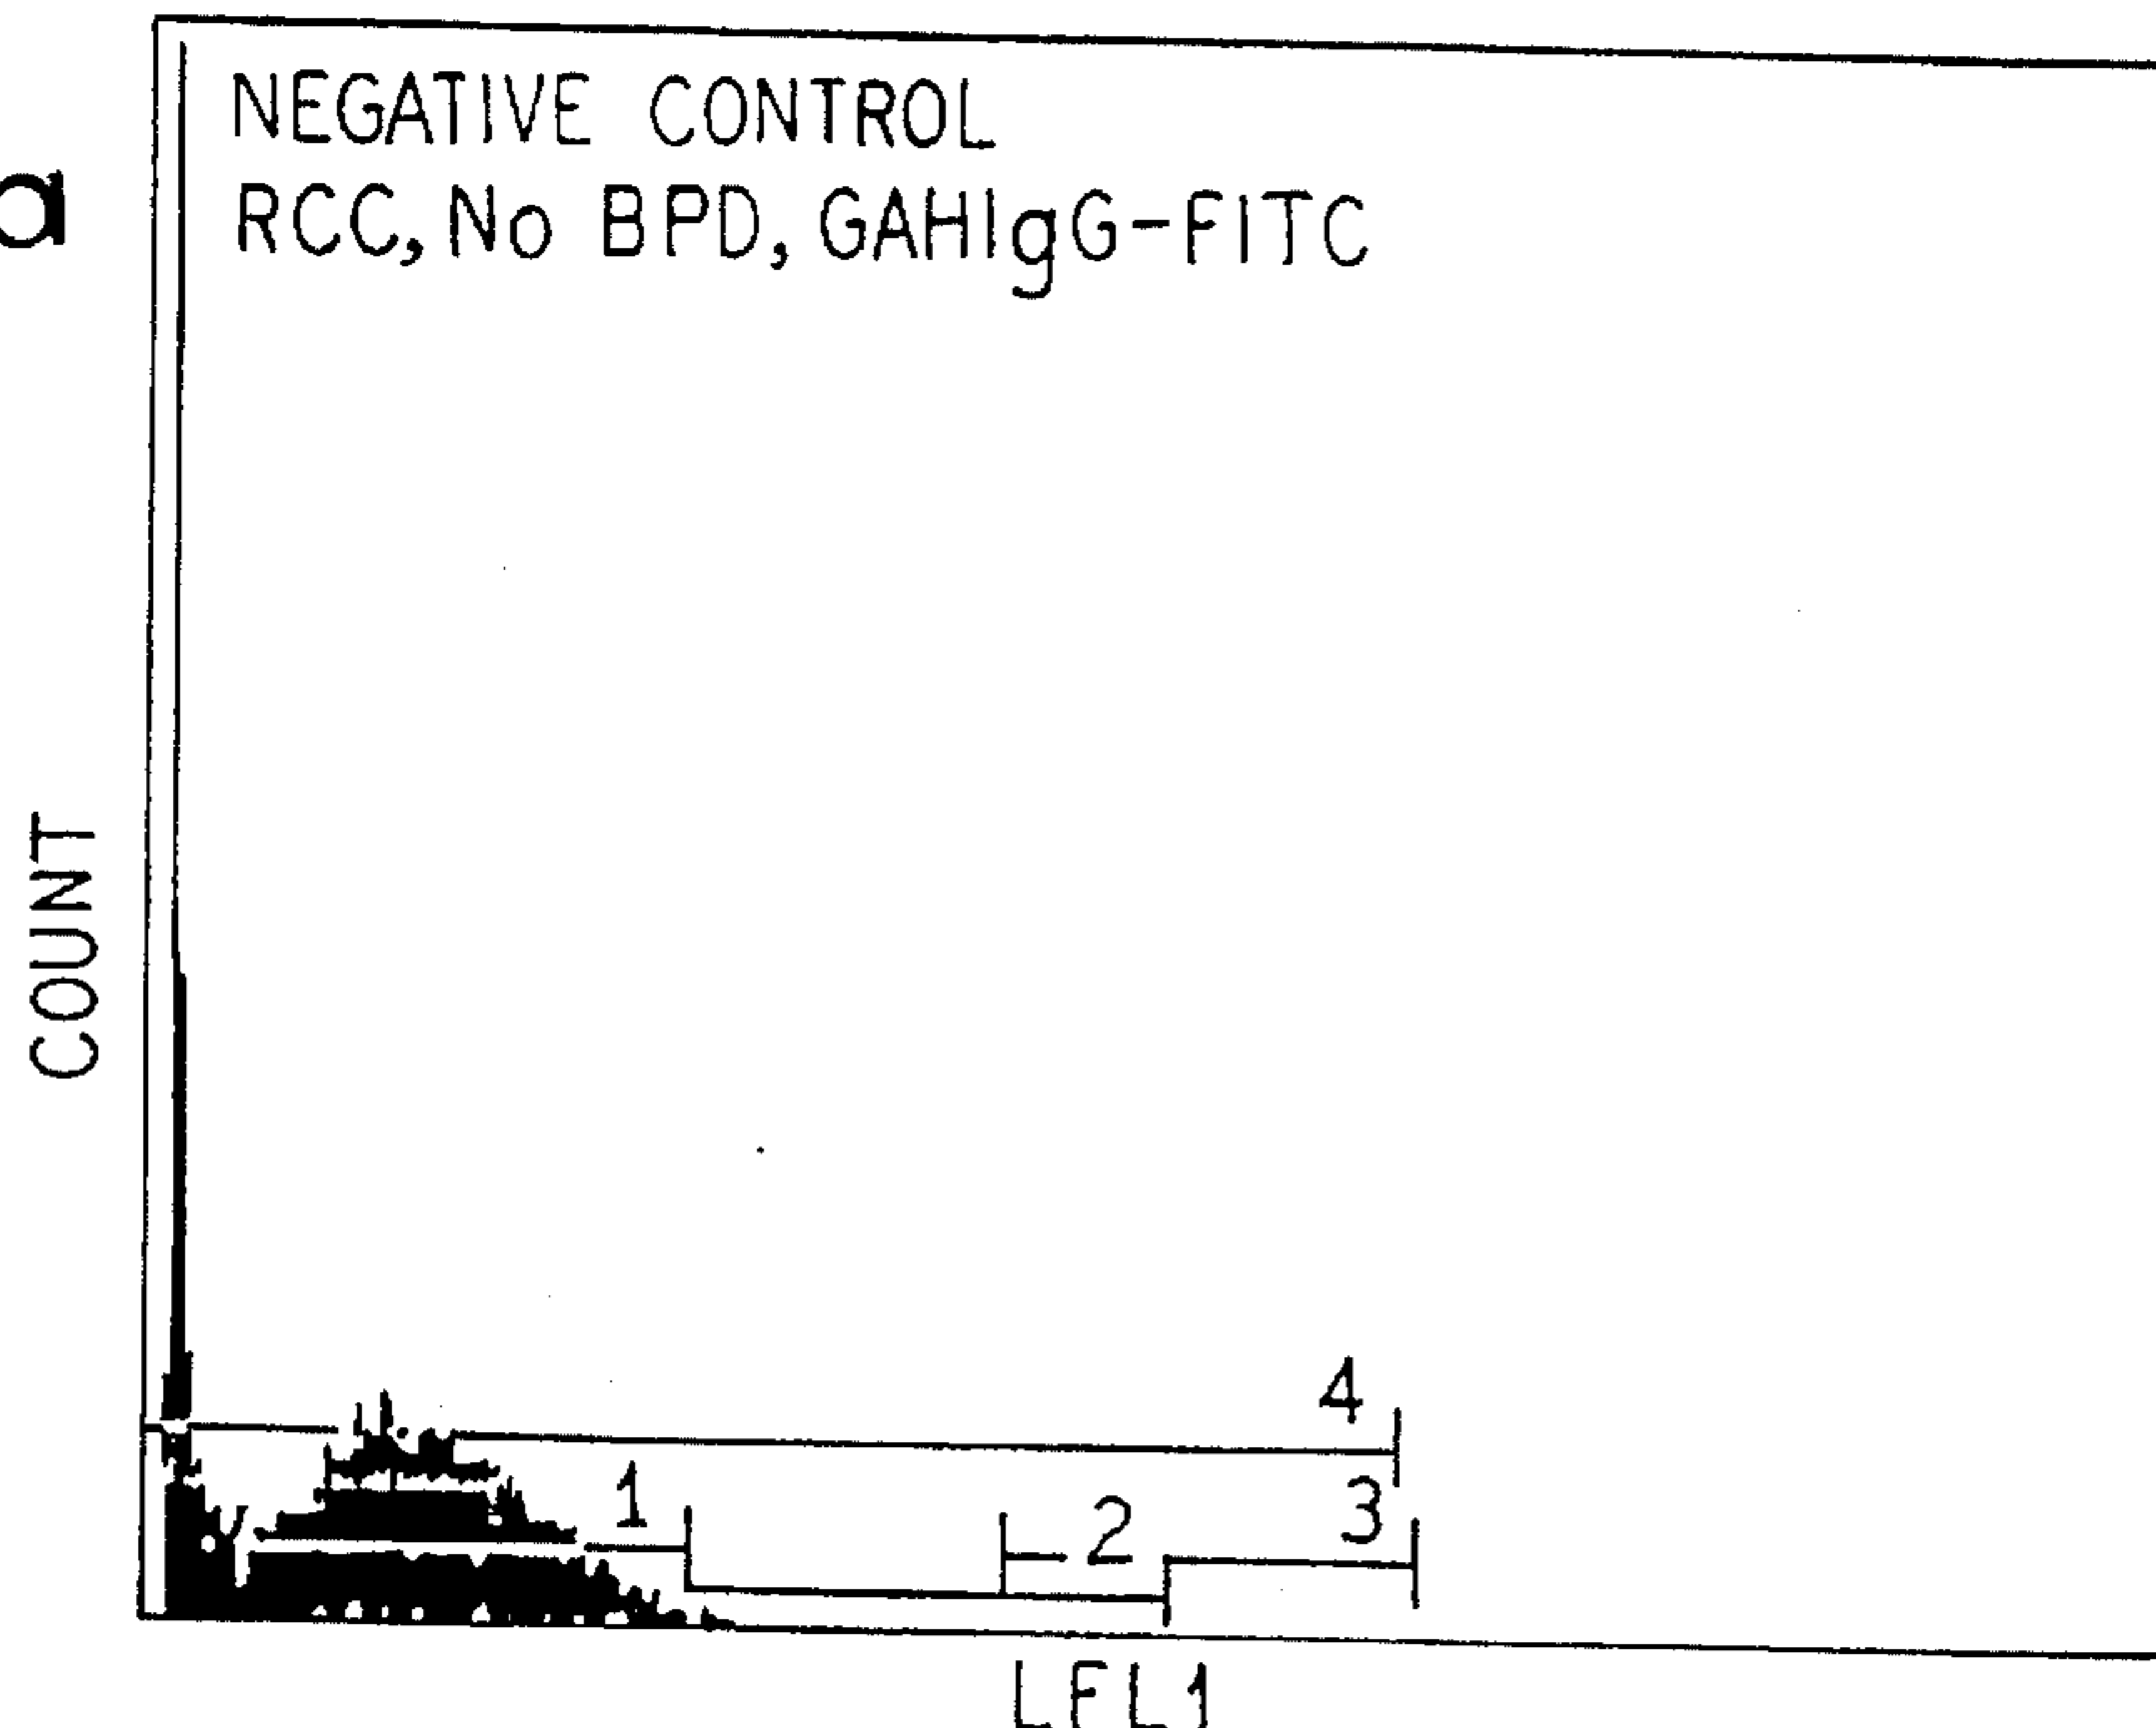 a
NEGATIVE CONTROL
RCC, No BPD, GAHIgG-FITC
COUNT
4
1
2
3
LFL1